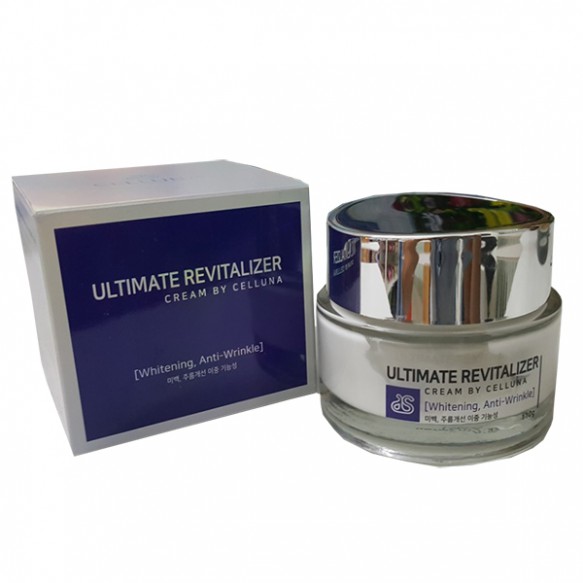 ULTIMATE REVITALIZER
CREAM BY CELLUNA
[Whitening, Anti-Wrinkle]
미백, 주름개선 이중 기능성
ULTIMATE REVITALIZER
CREAM BY CELLUNA
[Whitening, Anti-Wrinkle]
미백, 주름개선 이중 기능성